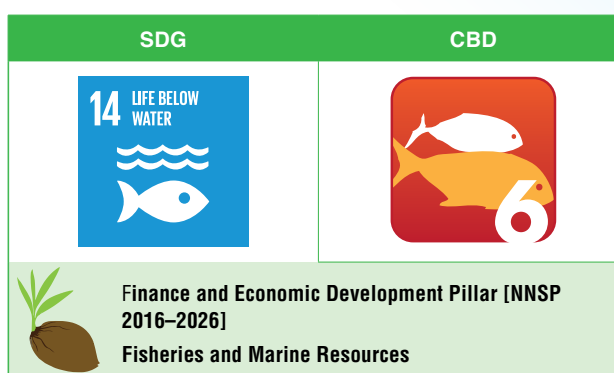 SDG
CBD
14 LIFE BELOW
WATER
6
Finance and Economic Development Pillar [NNSP
2016–2026]
Fisheries and Marine Resources